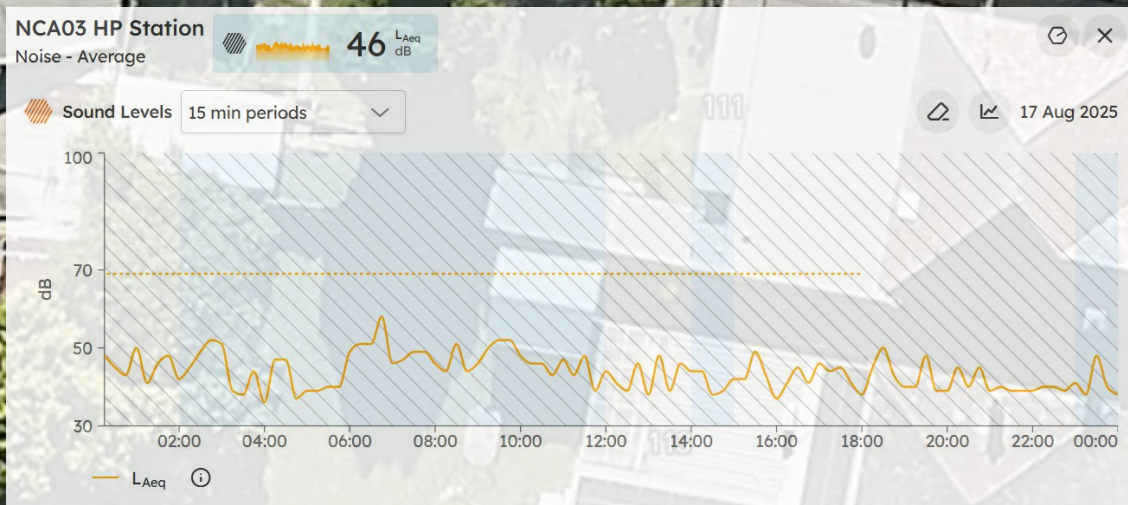 NCA03 HP Station
Noise - Average
46 LAeq dB
Sound Levels
15 min periods
17 Aug 2025
111
100
70
50
30
dB
02:00 04:00 06:00 08:00 10:00 12:00 14:00 16:00 18:00 20:00 22:00 00:00
LAeq